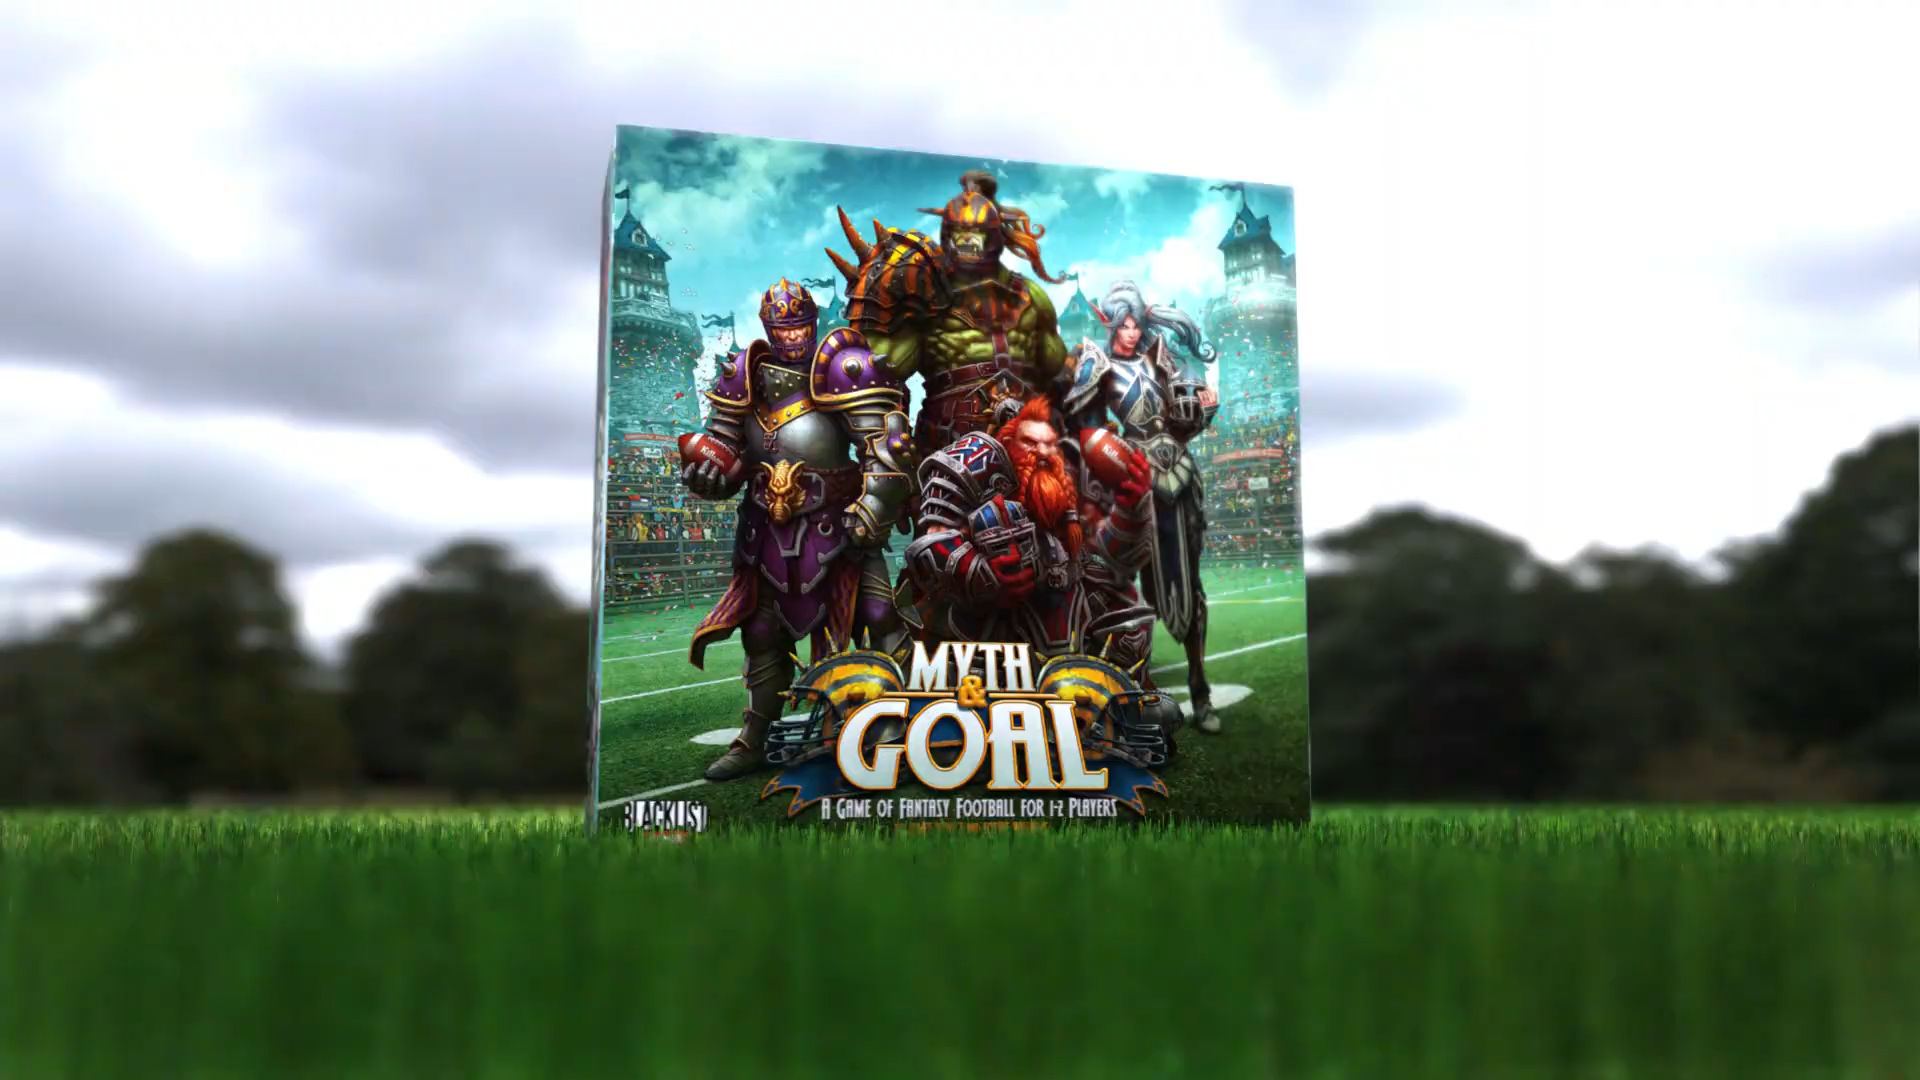 MYTH
&
GOAL
A GAME OF FANTASY FOOTBALL FOR 1-2 PLAYERS
BLACKLIST